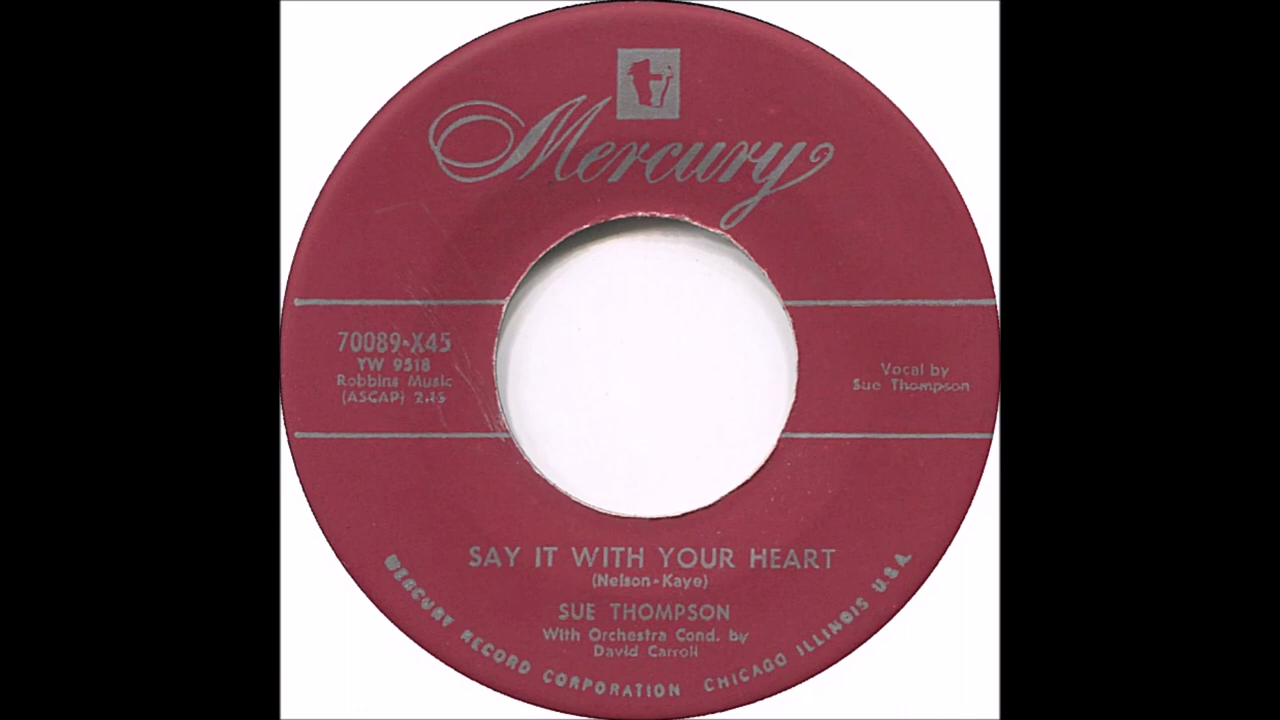 Mercury
70089-X45
YW 9518
Robbins Music
(ASCAP) 2.15
Vocal by
Sue Thompson
SAY IT WITH YOUR HEART
(Nelson-Kaye)
SUE THOMPSON
With Orchestra Cond. by
David Carroll
MERCURY RECORD CORPORATION CHICAGO ILLINOIS U.S.A.